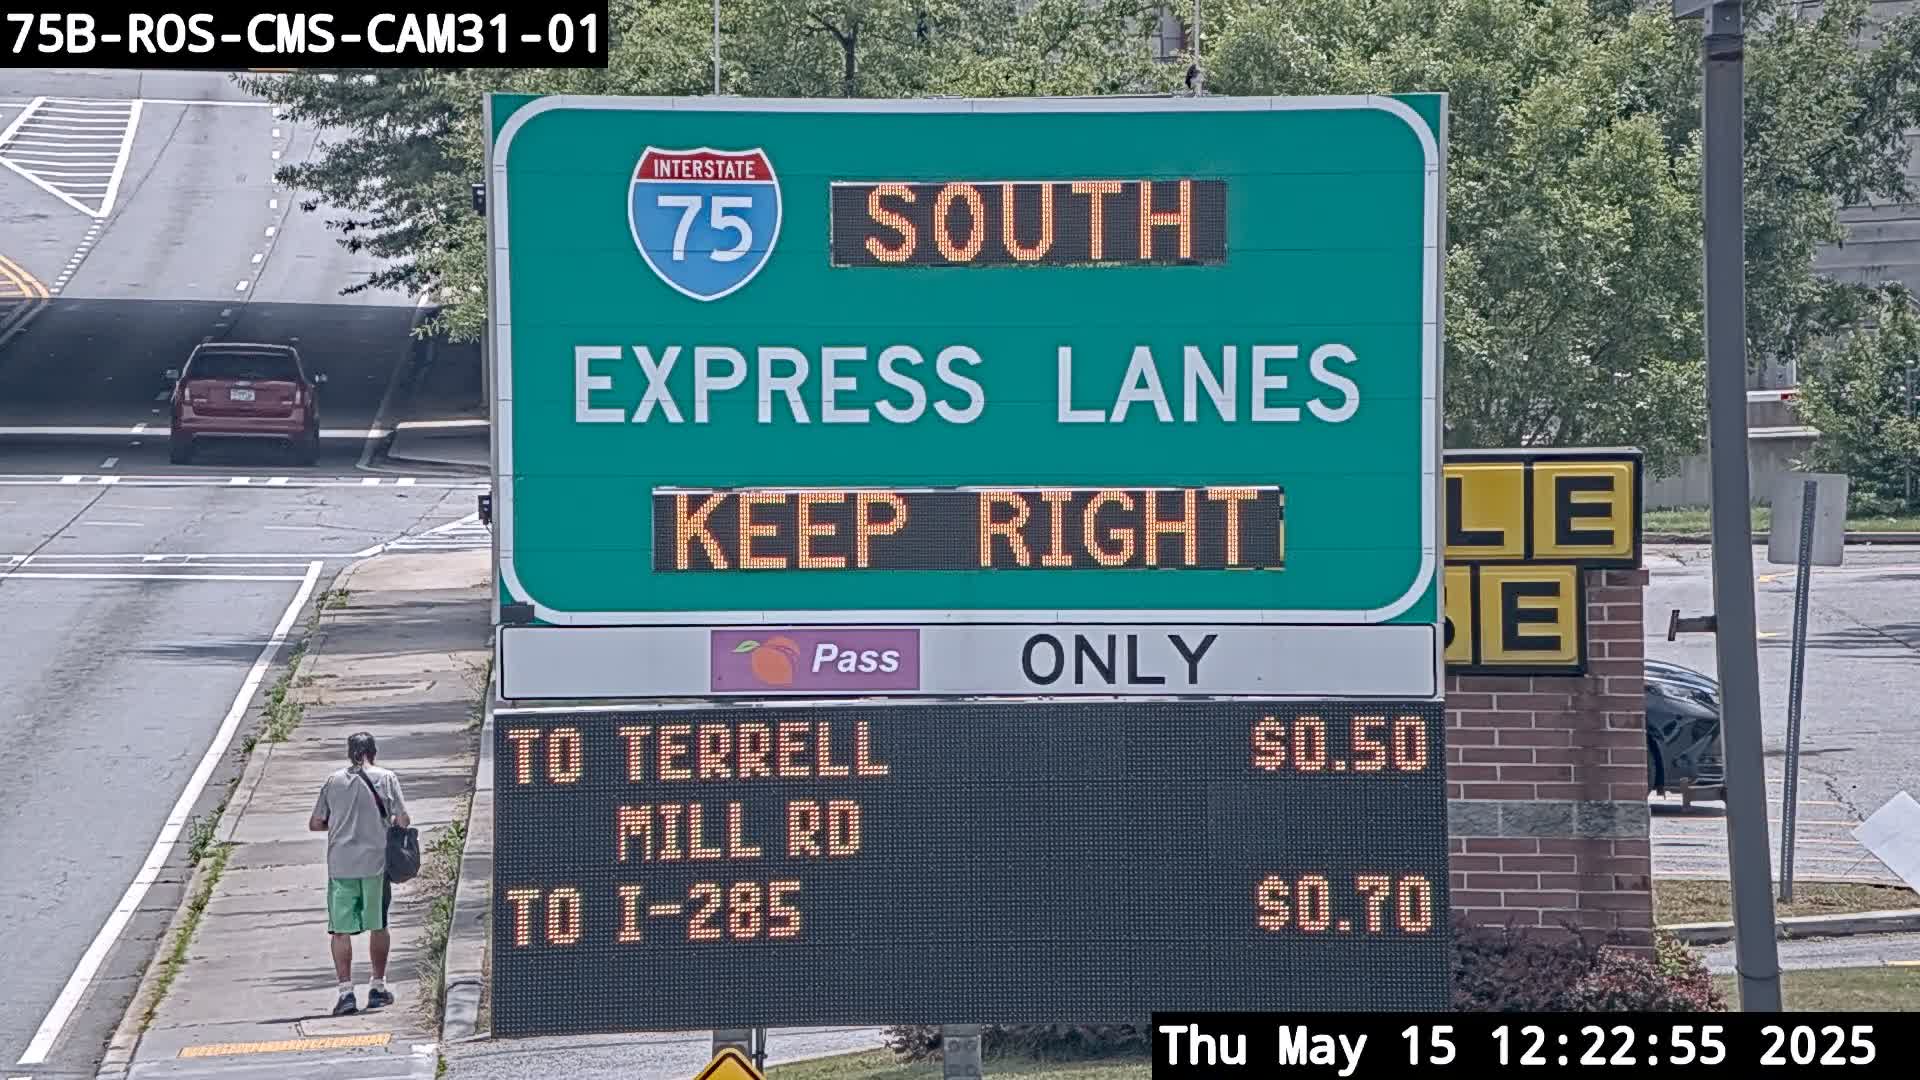 75B-ROS-CMS-CAM31-01
INTERSTATE
75
SOUTH
EXPRESS LANES
KEEP RIGHT
Pass ONLY
TO TERRELL $0.50
MILL RD
TO I-285 $0.70
LE
E
Thu May 15 12:22:55 2025